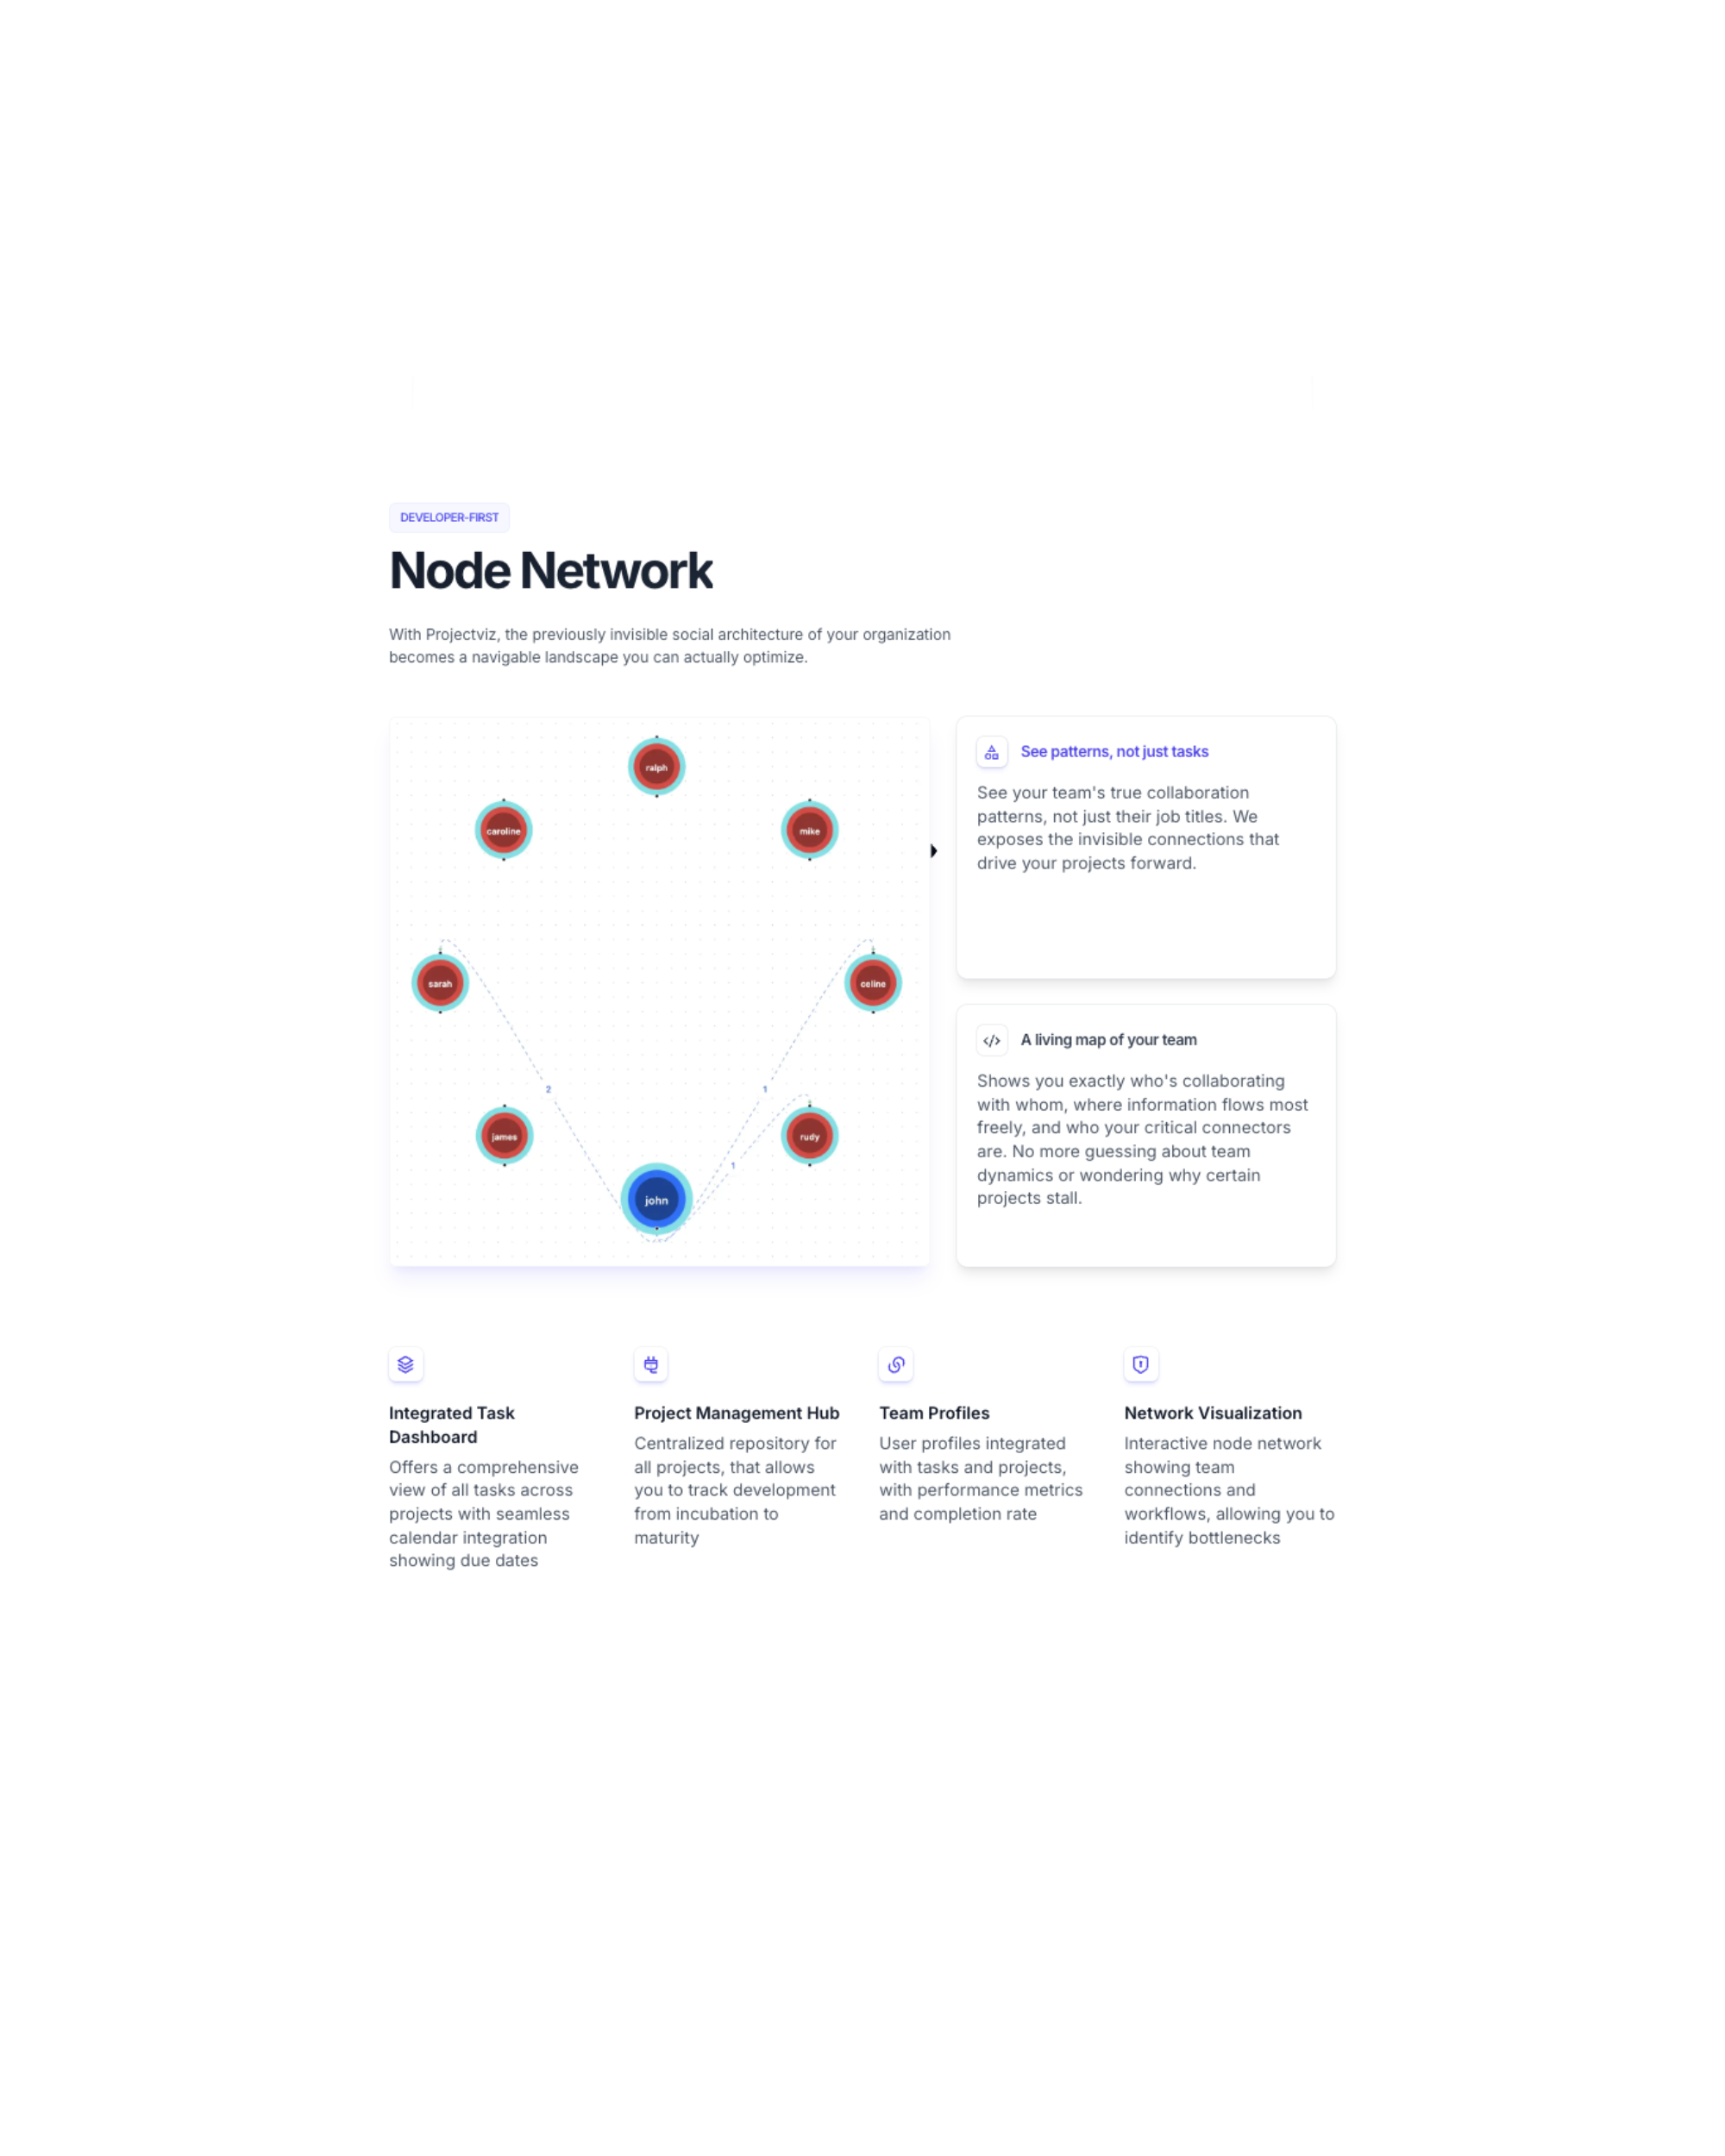 DEVELOPER-FIRST
Node Network
With Projectviz, the previously invisible social architecture of your organization
becomes a navigable landscape you can actually optimize.
ralph
caroline
mike
sarah
celine
2
1
james
rudy
1
john
See patterns, not just tasks
See your team's true collaboration
patterns, not just their job titles. We
exposes the invisible connections that
drive your projects forward.
A living map of your team
Shows you exactly who's collaborating
with whom, where information flows most
freely, and who your critical connectors
are. No more guessing about team
dynamics or wondering why certain
projects stall.
Integrated Task
Dashboard
Offers a comprehensive
view of all tasks across
projects with seamless
calendar integration
showing due dates
Project Management Hub
Centralized repository for
all projects, that allows
you to track development
from incubation to
maturity
Team Profiles
User profiles integrated
with tasks and projects,
with performance metrics
and completion rate
Network Visualization
Interactive node network
showing team
connections and
workflows, allowing you to
identify bottlenecks